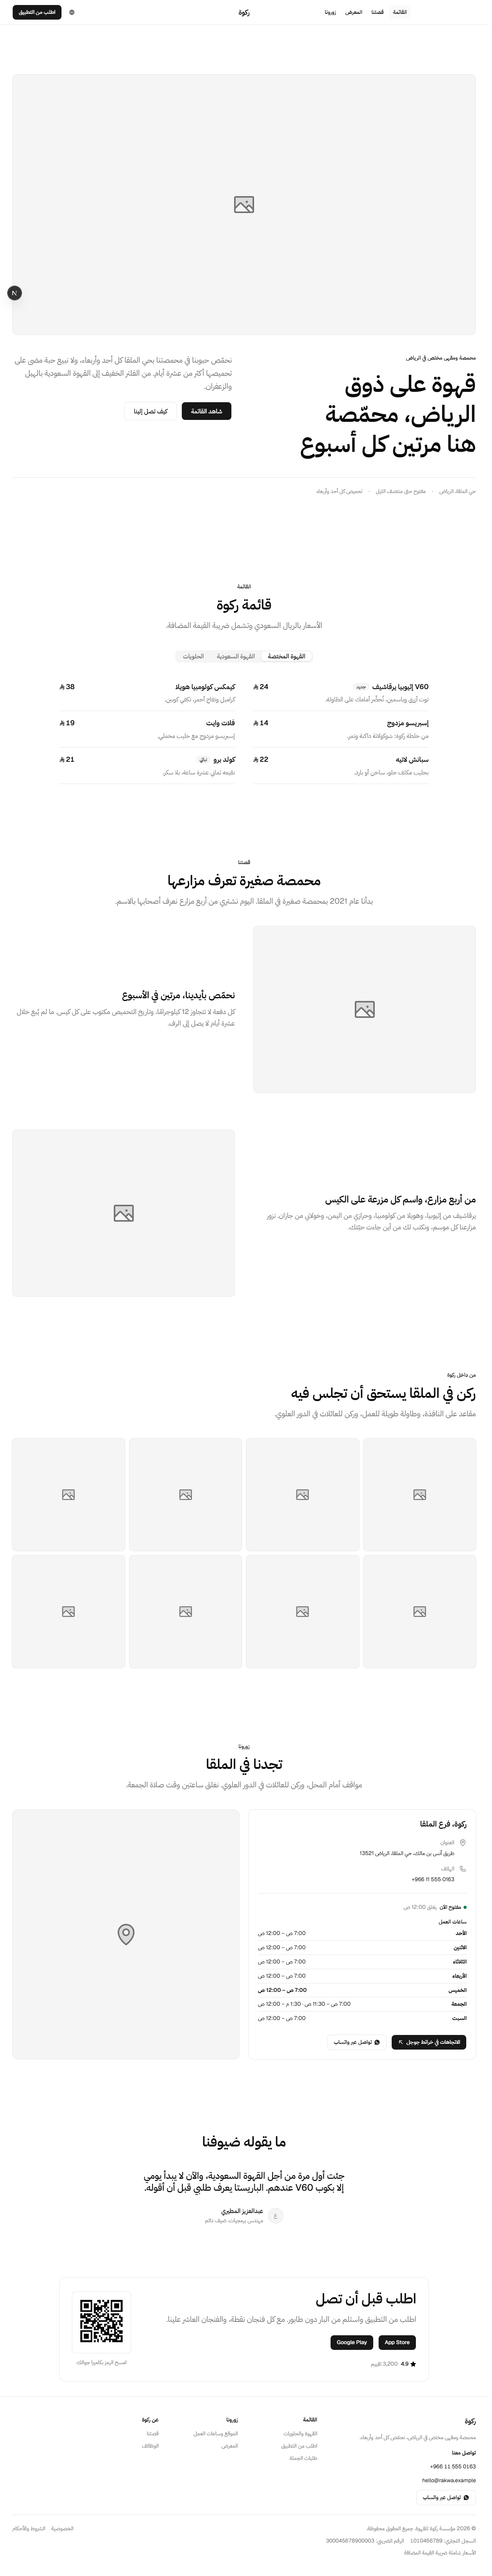 القائمة
قصتنا
المعرض
زورونا
ركوة
اطلب من التطبيق
محمصة ومقهى مختص في الرياض
قهوة على ذوق
الرياض، محمّصة
هنا مرتين كل أسبوع
نحمّص حبوبنا في محمصتنا بحي الملقا كل أحد وأربعاء، ولا نبيع حبة مضى على
تحميصها أكثر من عشرة أيام. من الفلتر الخفيف إلى القهوة السعودية بالهيل
والزعفران.
شاهد القائمة
كيف تصل إلينا
حي الملقا، الرياض · مفتوح حتى منتصف الليل · تحميص كل أحد وأربعاء
القائمة
قائمة ركوة
الأسعار بالريال السعودي وتشمل ضريبة القيمة المضافة.
القهوة المختصة
القهوة السعودية
الحلويات
V60 إثيوبيا يرقاشيف جديد 24
توت أزرق وياسمين، تُحضَّر أمامك على الطاولة.
كيمكس كولومبيا هويلا 38
كراميل وتفاح أحمر، تكفي كوبين.
إسبريسو مزدوج 14
من خلطة ركوة: شوكولاتة داكنة وتمر.
فلات وايت 19
إسبريسو مزدوج مع حليب محملي.
سبانش لاتيه 22
بحليب مكثف حلو، ساخن أو بارد.
كولد برو نباتي 21
نقيعه ثماني عشرة ساعة، بلا سكر.
قصتنا
محمصة صغيرة تعرف مزارعها
بدأنا عام 2021 بمحمصة صغيرة في الملقا. اليوم نشتري من أربع مزارع نعرف أصحابها بالاسم.
نحمّص بأيدينا، مرتين في الأسبوع
كل دفعة لا تتجاوز 12 كيلوجرامًا، وتاريخ التحميص مكتوب على كل كيس. ما لم يُبع خلال
عشرة أيام لا يصل إلى الرف.
من أربع مزارع، واسم كل مزرعة على الكيس
يرقاشيف من إثيوبيا، وهويلا من كولومبيا، وحرازي من اليمن، وخولاني من جازان. نزور
مزارعنا كل موسم، ونكتب لك من أين جاءت حبّتك.
من داخل ركوة
ركن في الملقا يستحق أن تجلس فيه
مقاعد على النافذة، وطاولة طويلة للعمل، وركن للعائلات في الدور العلوي.
زورونا
تجدنا في الملقا
مواقف أمام المحل، وركن للعائلات في الدور العلوي. نغلق ساعتين وقت صلاة الجمعة.
ركوة، فرع الملقا
العنوان
طريق أنس بن مالك، حي الملقا، الرياض 13521
الهاتف
+966 11 555 0163
مفتوح الآن يغلق 12:00 ص
ساعات العمل
الأحد 7:00 ص – 12:00 ص
الاثنين 7:00 ص – 12:00 ص
الثلاثاء 7:00 ص – 12:00 ص
الأربعاء 7:00 ص – 12:00 ص
الخميس 7:00 ص – 12:00 ص
الجمعة 7:00 ص – 11:30 ص · 1:30 م – 12:00 ص
السبت 7:00 ص – 12:00 ص
الاتجاهات في خرائط جوجل
تواصل عبر واتساب
ما يقوله ضيوفنا
جئت أول مرة من أجل القهوة السعودية، والآن لا يبدأ يومي
إلا بكوب V60 عندهم. الباريستا يعرف طلبي قبل أن أقوله.
ع
عبدالعزيز المطيري
مهندس برمجيات، ضيف دائم
اطلب قبل أن تصل
اطلب من التطبيق واستلم من البار دون طابور. مع كل فنجان نقطة، والفنجان العاشر علينا.
App Store
Google Play
4.9 3,200 تقييم
امسح الرمز بكاميرا جوالك
ركوة
محمصة ومقهى مختص في الرياض، نحمّص كل أحد وأربعاء.
تواصل معنا
+966 11 555 0163
hello@rakwa.example
تواصل عبر واتساب
القائمة
القهوة والحلويات
اطلب من التطبيق
طلبات الجملة
زورونا
الموقع وساعات العمل
المعرض
عن ركوة
قصتنا
الوظائف
© 2026 مؤسسة ركوة للقهوة. جميع الحقوق محفوظة.
السجل التجاري: 1010456789 الرقم الضريبي: 300045678900003
الأسعار شاملة ضريبة القيمة المضافة
الخصوصية
الشروط والأحكام